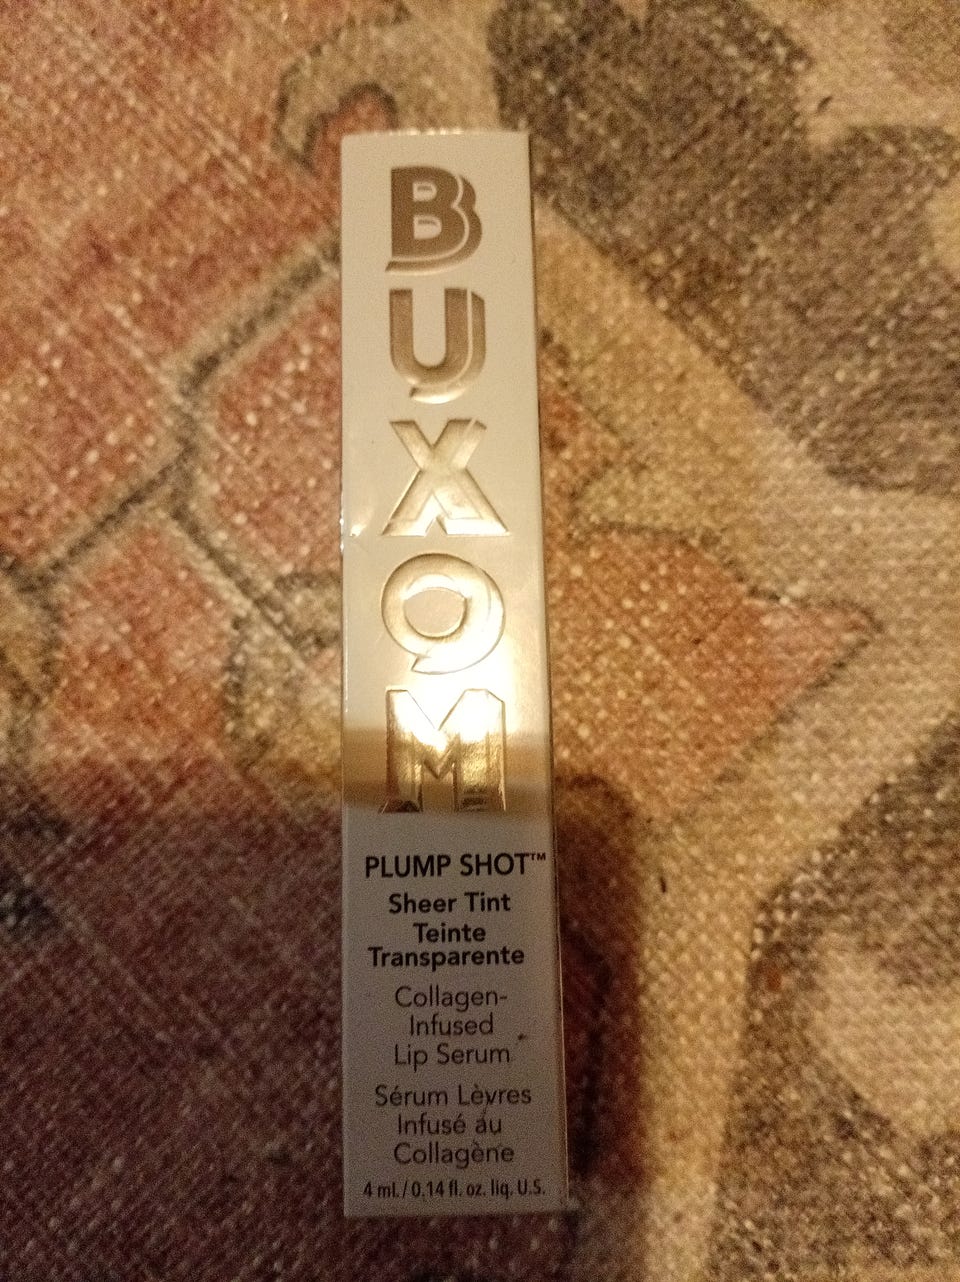 BUXOM
PLUMP SHOT™
Sheer Tint
Teinte
Transparente
Collagen-
Infused
Lip Serum
Sérum Lèvres
Infusé au
Collagène
4 ml. / 0.14 fl. oz. liq. U.S.